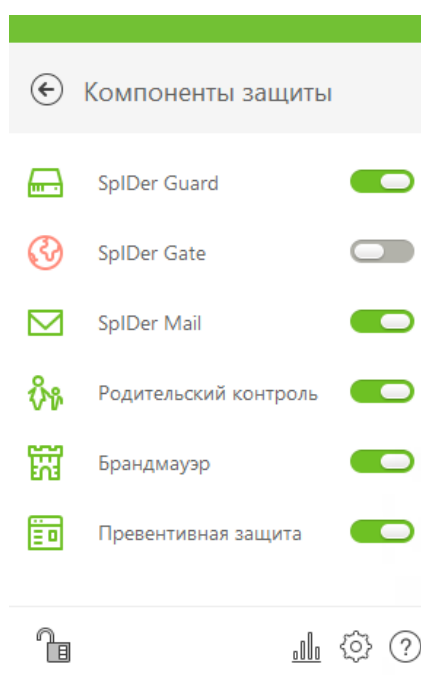 Компоненты защиты
SpIDer Guard
SpIDer Gate
SpIDer Mail
Родительский контроль
Брандмауэр
Превентивная защита
?